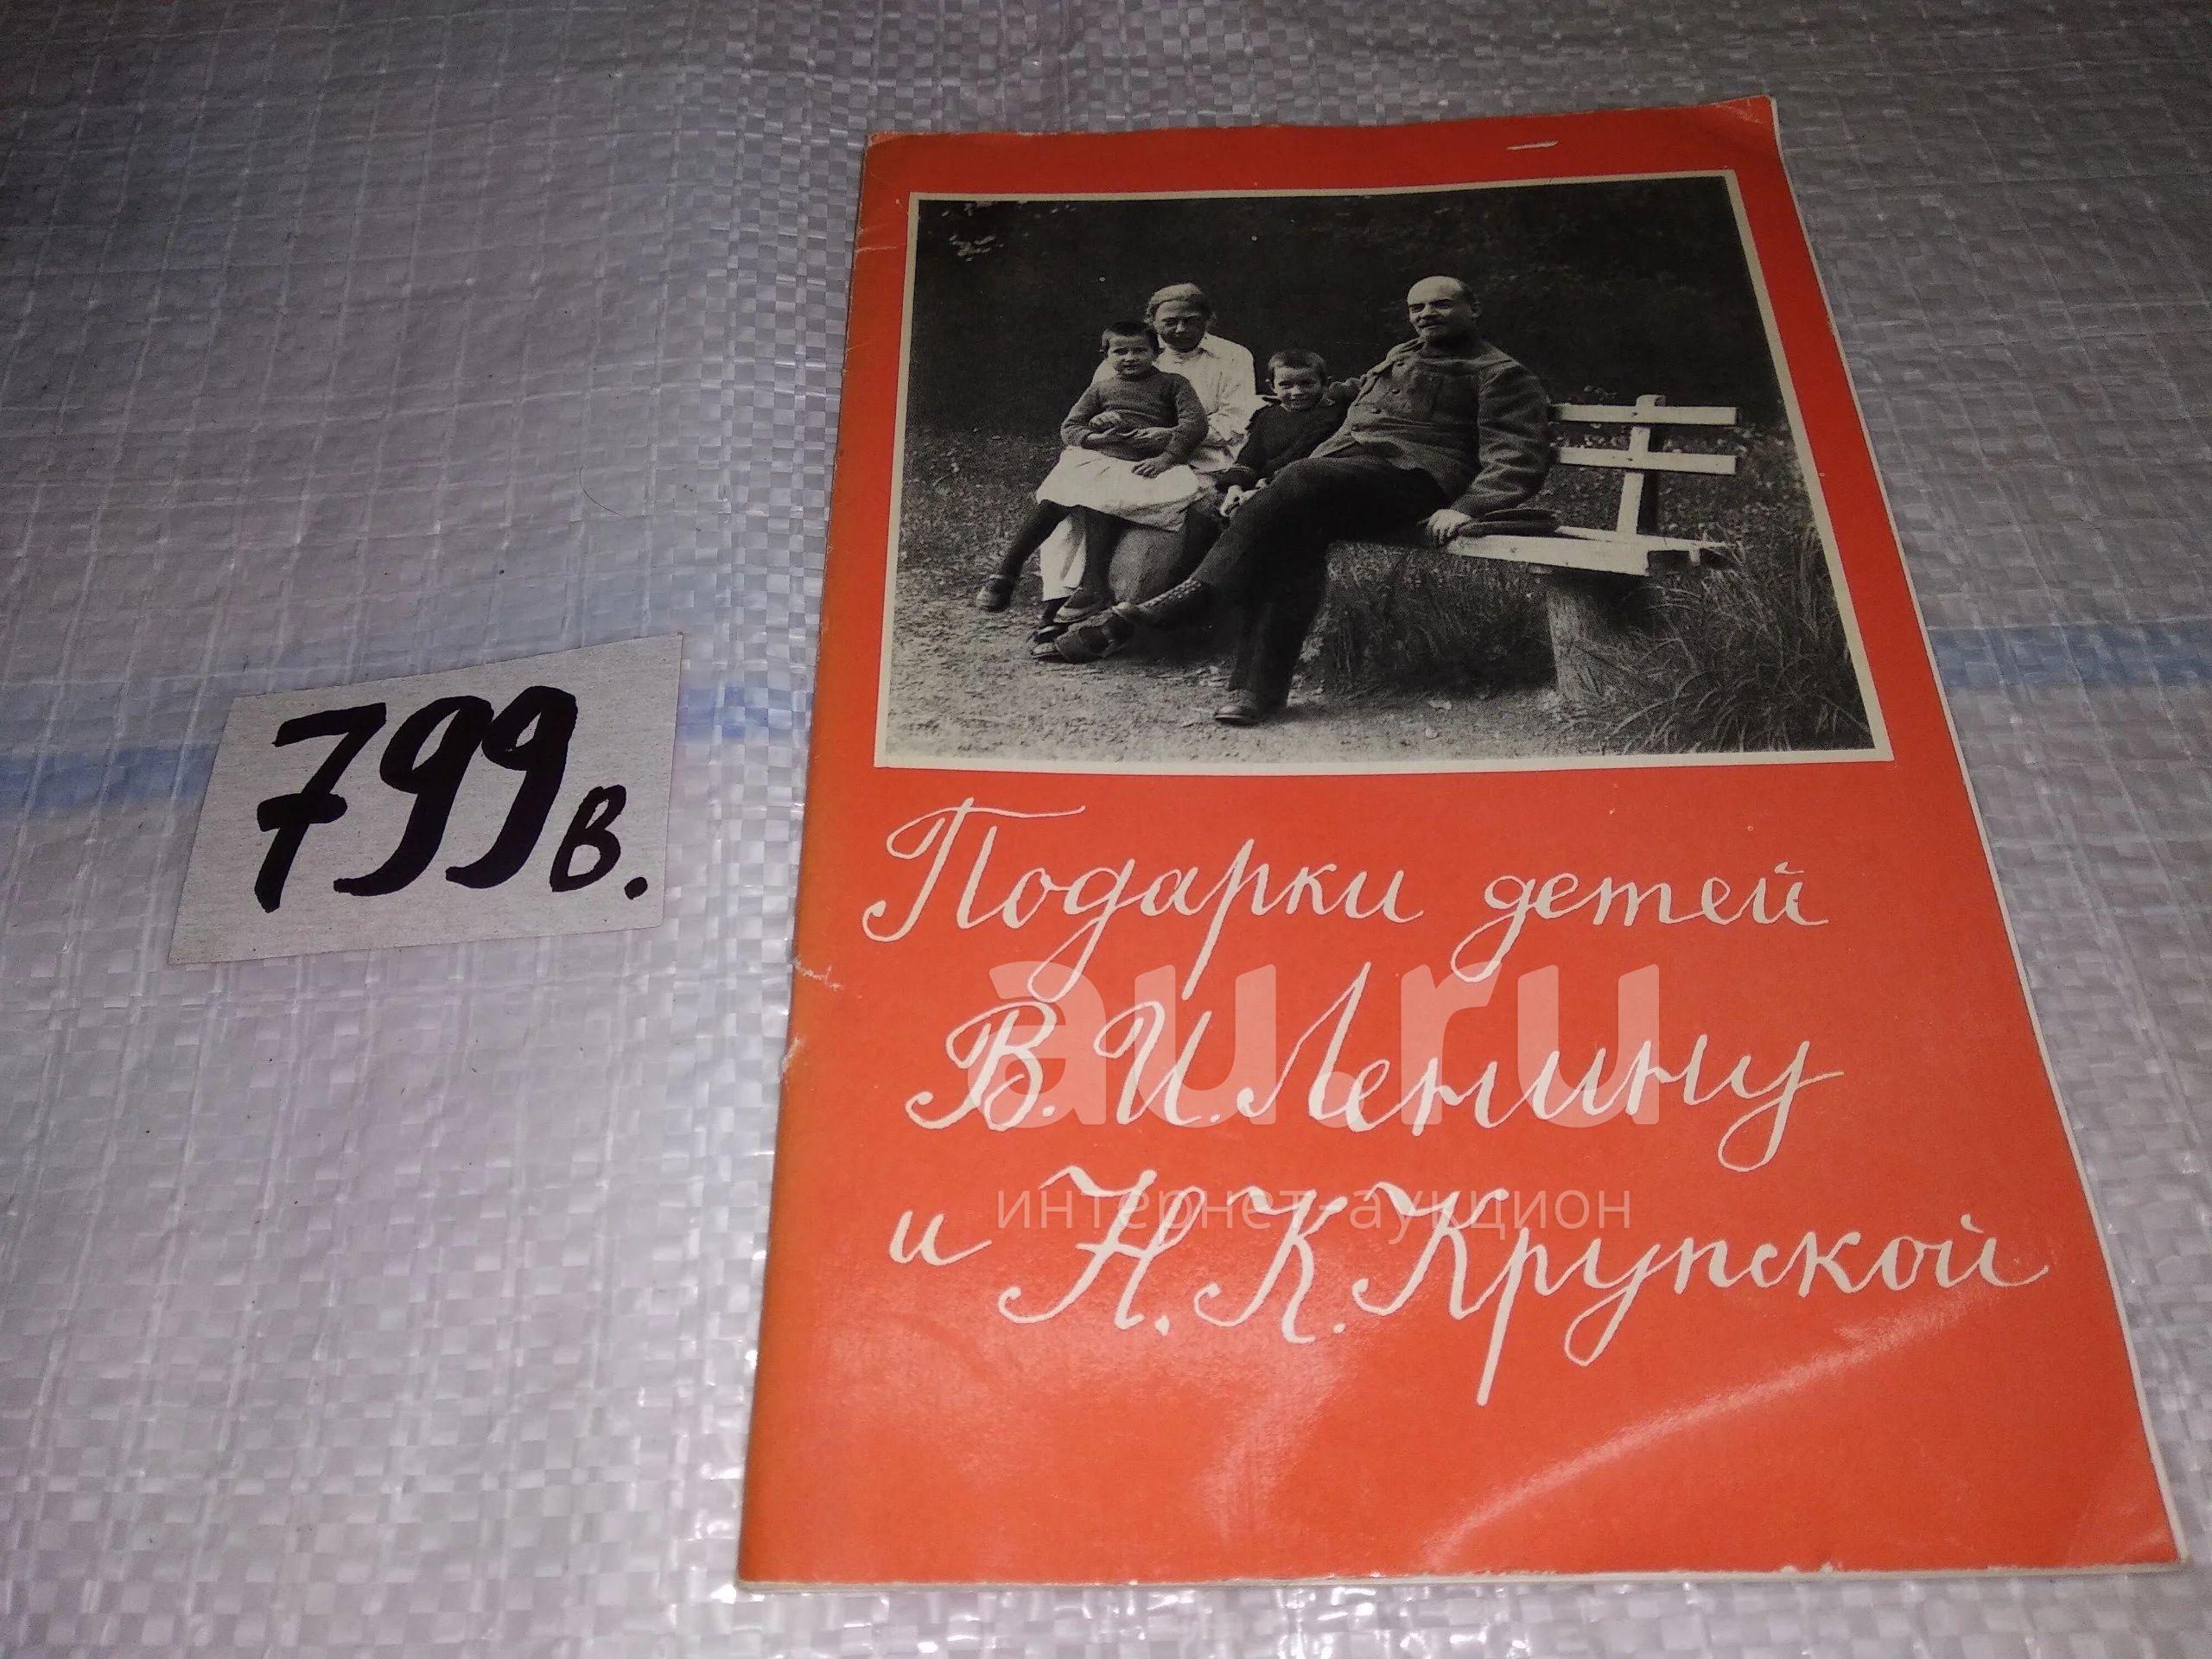 799в.
Подарки детей
В. И. Ленину
и Н. К. Крупской
au.ru
интернет-аукцион